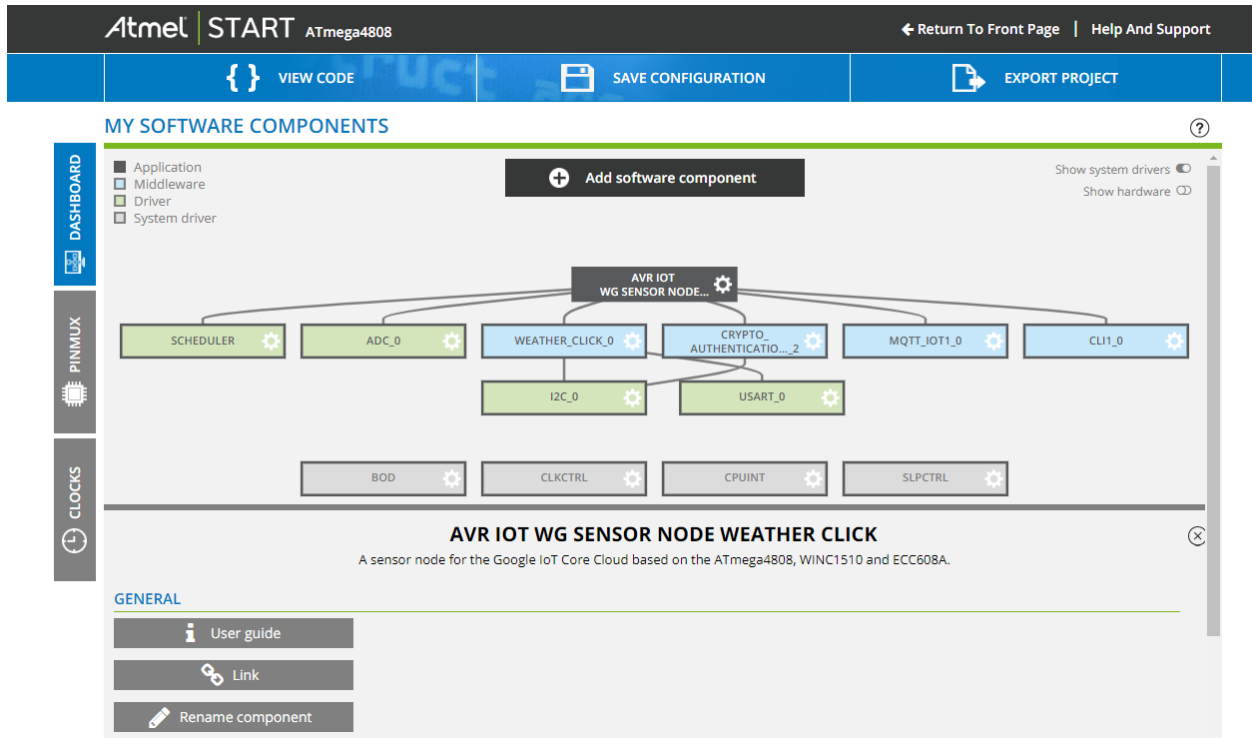 Atmel START ATmega4808
Return To Front Page | Help And Support
{ } VIEW CODE
SAVE CONFIGURATION
EXPORT PROJECT
MY SOFTWARE COMPONENTS
?
DASHBOARD
PINMUX
CLOCKS
Application
Middleware
Driver
System driver
Add software component
Show system drivers
Show hardware
AVR IOT
WG SENSOR NODE...
SCHEDULER
ADC_0
WEATHER_CLICK_0
CRYPTO_
AUTHENTICATIO..._2
MQTT_IOT1_0
CLI1_0
I2C_0
USART_0
BOD
CLKCTRL
CPUINT
SLPCTRL
AVR IOT WG SENSOR NODE WEATHER CLICK
A sensor node for the Google IoT Core Cloud based on the ATmega4808, WINC1510 and ECC608A.
GENERAL
User guide
Link
Rename component